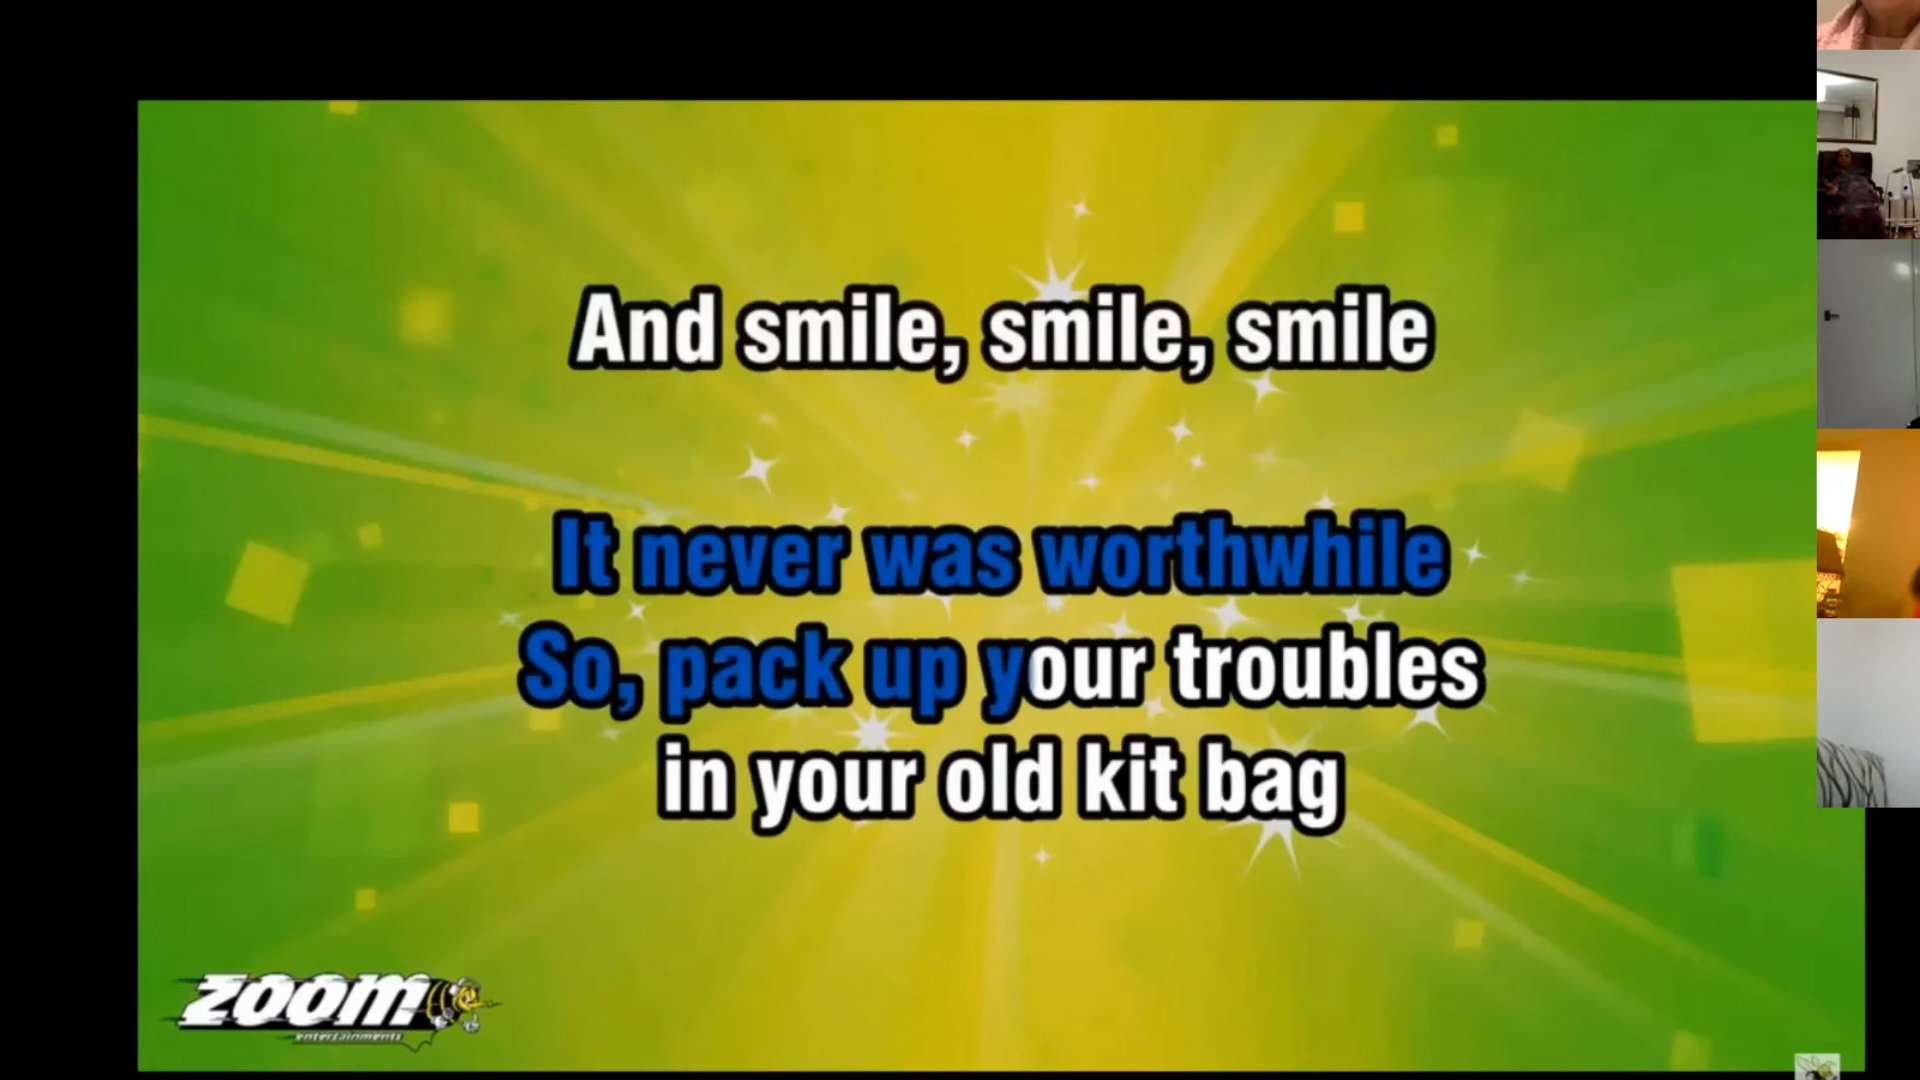 And smile, smile, smile
It never was worthwhile
So, pack up your troubles
in your old kit bag
zoom
entertainments